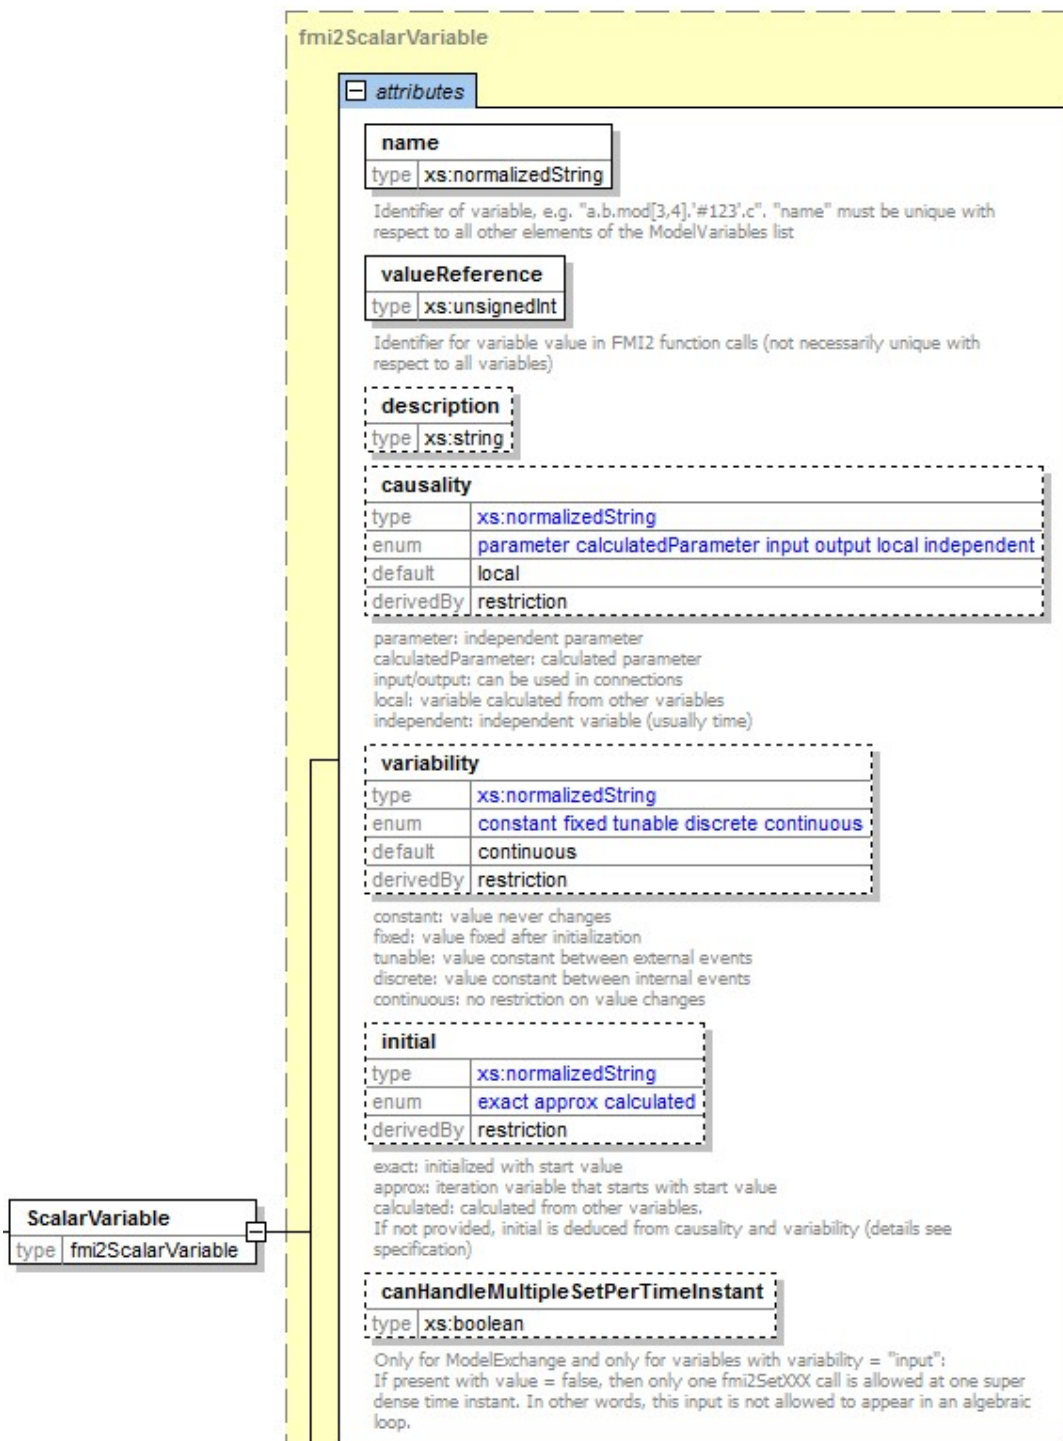 fmi2ScalarVariable
attributes
name
type xs:normalizedString
Identifier of variable, e.g. "a.b.mod[3,4].'#123'.c". "name" must be unique with
respect to all other elements of the ModelVariables list
valueReference
type xs:unsignedInt
Identifier for variable value in FMI2 function calls (not necessarily unique with
respect to all variables)
description
type xs:string
causality
type xs:normalizedString
enum parameter calculatedParameter input output local independent
default local
derivedBy restriction
parameter: independent parameter
calculatedParameter: calculated parameter
input/output: can be used in connections
local: variable calculated from other variables
independent: independent variable (usually time)
variability
type xs:normalizedString
enum constant fixed tunable discrete continuous
default continuous
derivedBy restriction
constant: value never changes
fixed: value fixed after initialization
tunable: value constant between external events
discrete: value constant between internal events
continuous: no restriction on value changes
initial
type xs:normalizedString
enum exact approx calculated
derivedBy restriction
exact: initialized with start value
approx: iteration variable that starts with start value
calculated: calculated from other variables.
If not provided, initial is deduced from causality and variability (details see
specification)
ScalarVariable
type fmi2ScalarVariable
canHandleMultipleSetPerTimeInstant
type xs:boolean
Only for ModelExchange and only for variables with variability = "input":
If present with value = false, then only one fmi2SetXXX call is allowed at one super
dense time instant. In other words, this input is not allowed to appear in an algebraic
loop.